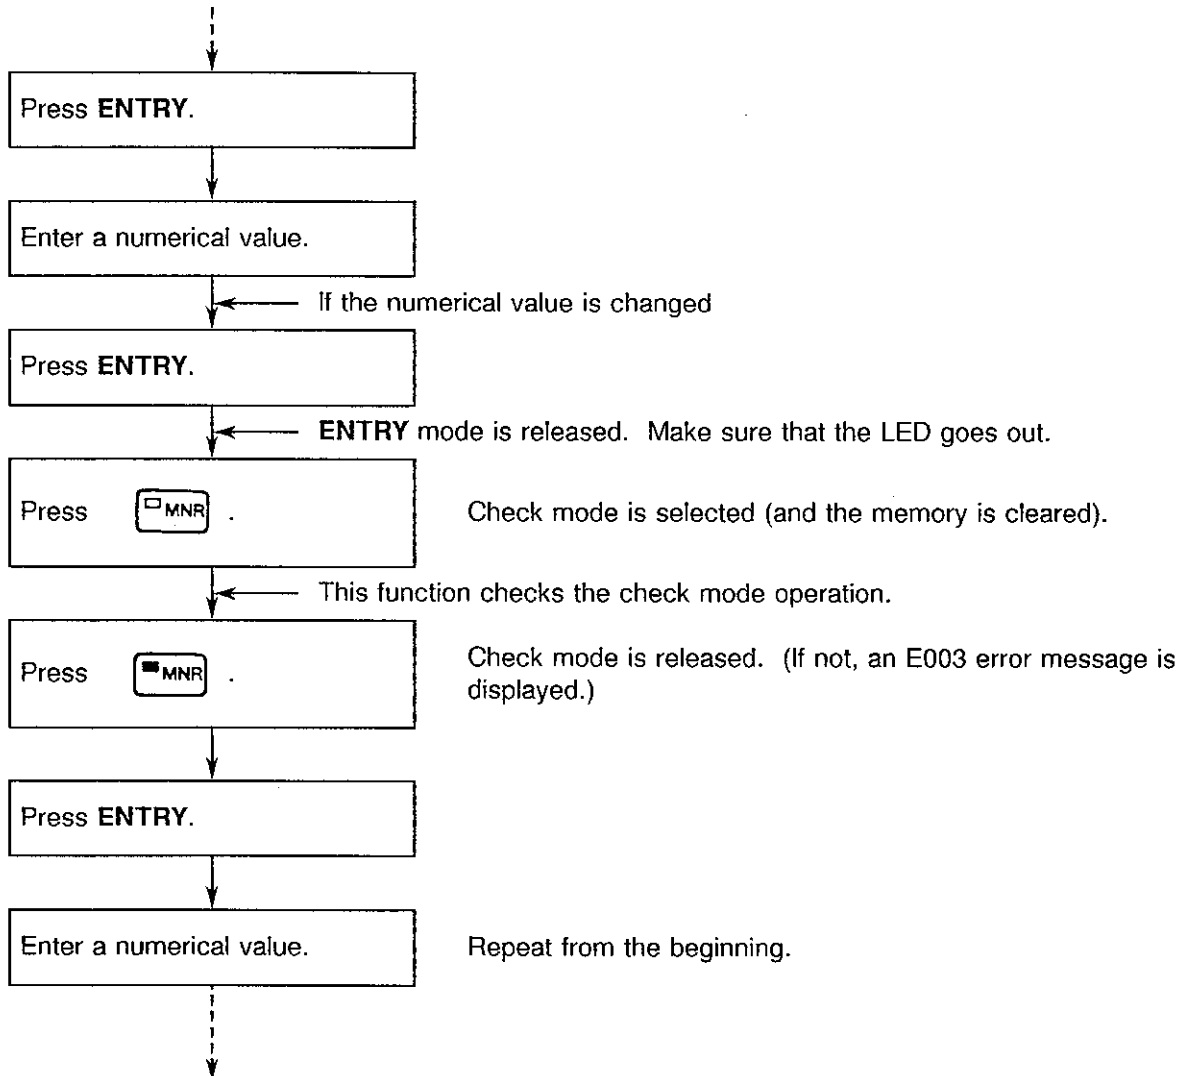 Press ENTRY.
Enter a numerical value.
If the numerical value is changed
Press ENTRY.
ENTRY mode is released. Make sure that the LED goes out.
Press MNR .
Check mode is selected (and the memory is cleared).
This function checks the check mode operation.
Press MNR .
Check mode is released. (If not, an E003 error message is
displayed.)
Press ENTRY.
Enter a numerical value.
Repeat from the beginning.